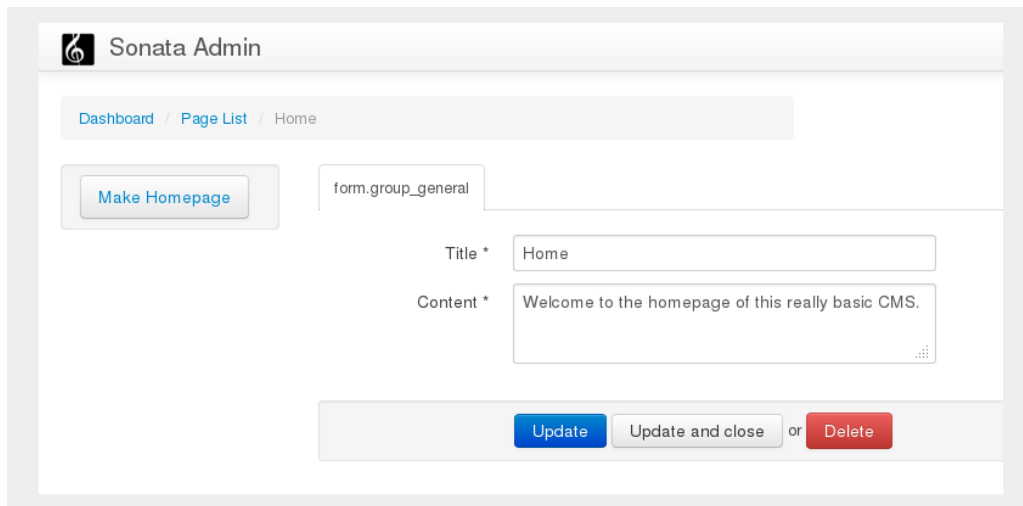 Sonata Admin
Dashboard / Page List / Home
Make Homepage
form.group_general
Title * Home
Content * Welcome to the homepage of this really basic CMS.
Update Update and close or Delete